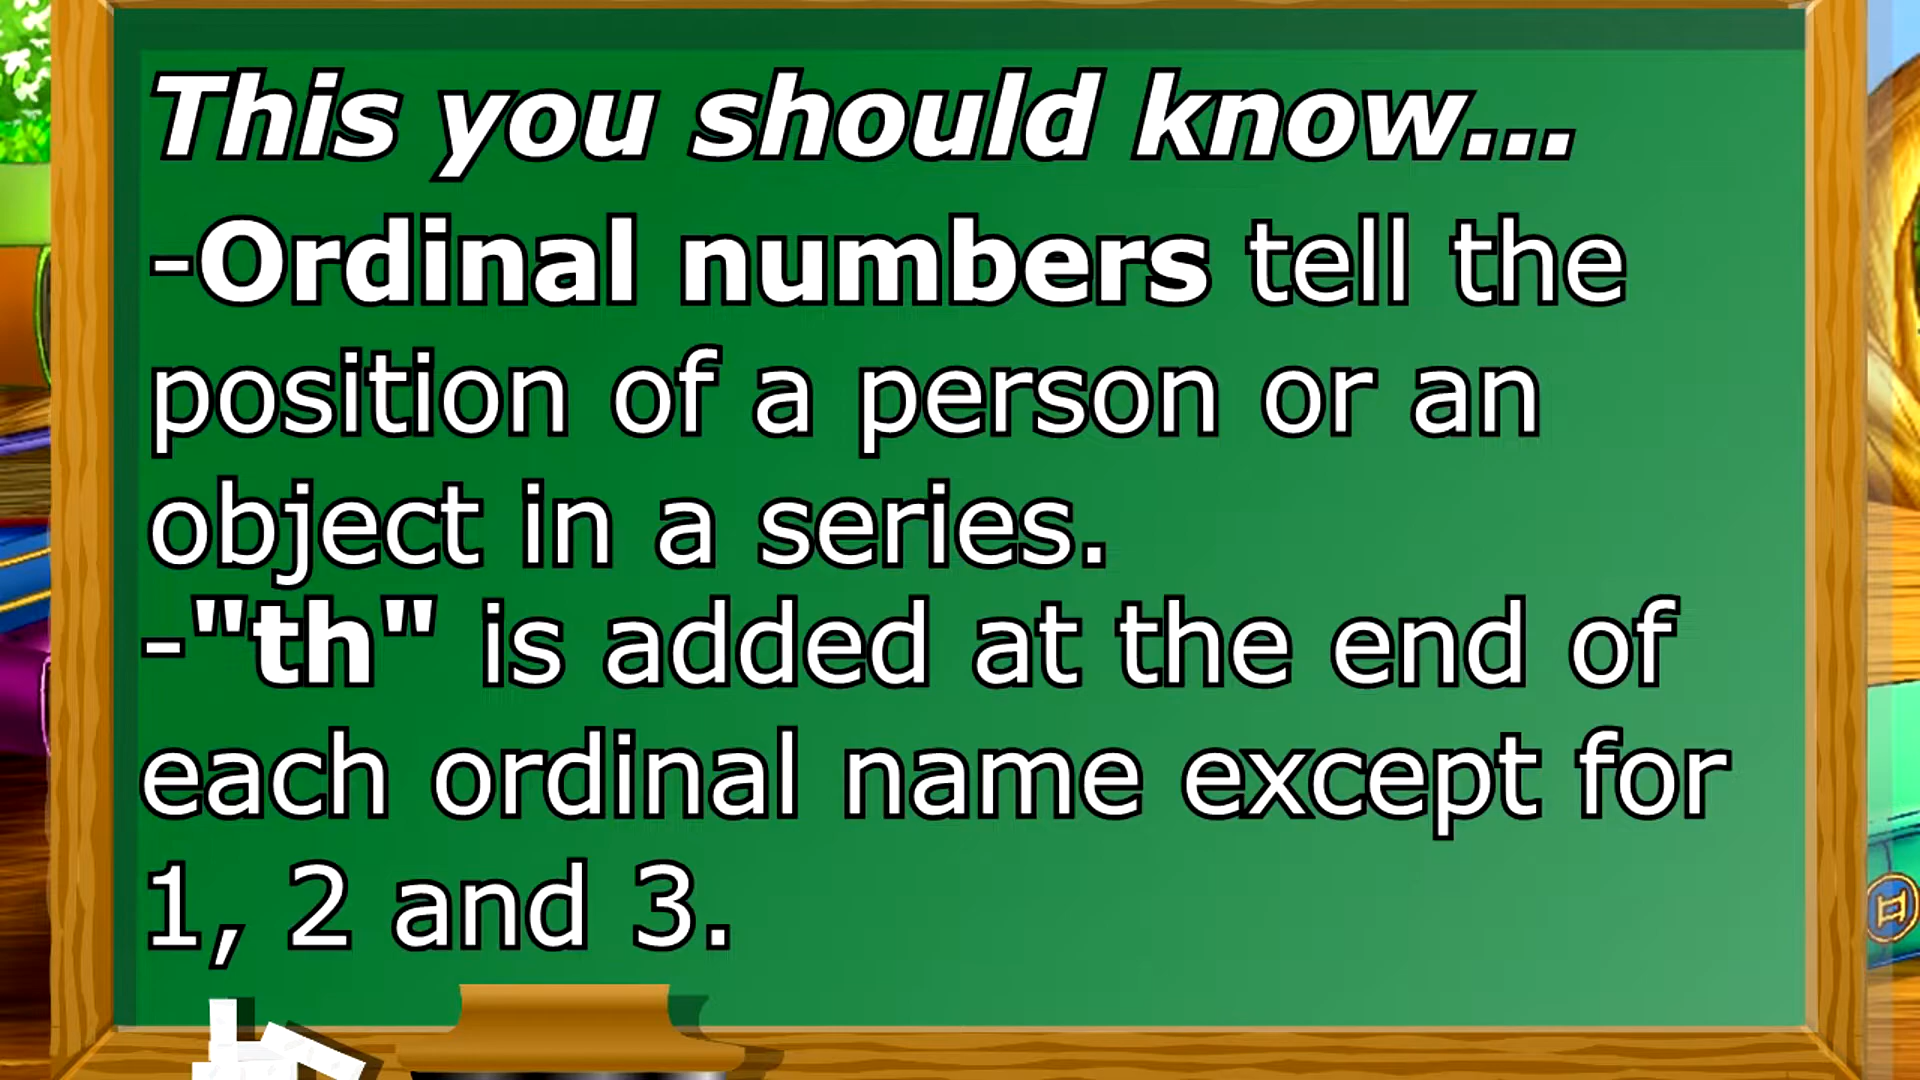 This you should know...
-Ordinal numbers tell the
position of a person or an
object in a series.
-"th" is added at the end of
each ordinal name except for
1, 2 and 3.